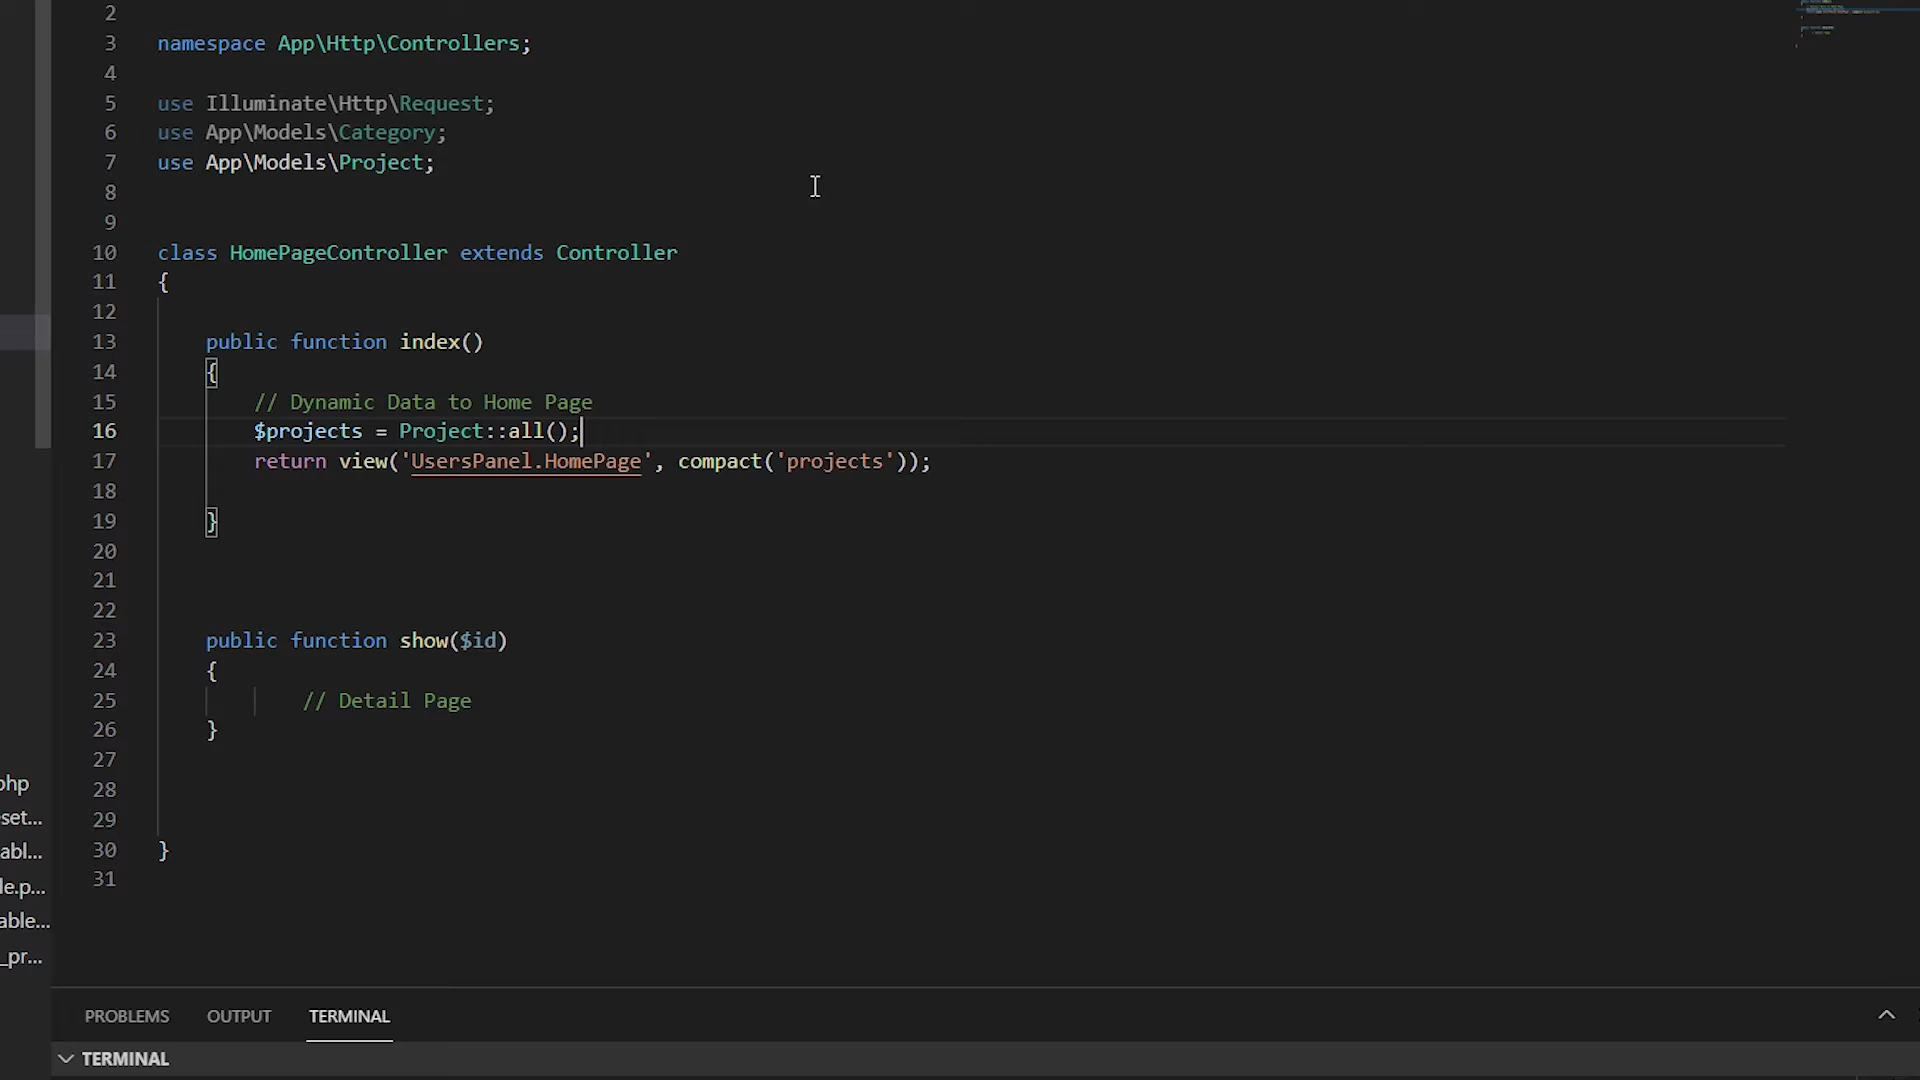 2
3 namespace App\Http\Controllers;
4
5 use Illuminate\Http\Request;
6 use App\Models\Category;
7 use App\Models\Project;
8
9
10 class HomePageController extends Controller
11 {
12
13 public function index()
14 {
15 // Dynamic Data to Home Page
16 $projects = Project::all();
17 return view('UsersPanel.HomePage', compact('projects'));
18
19 }
20
21
22
23 public function show($id)
24 {
25 // Detail Page
26 }
27
28
29
30 }
31
php
set...
abl...
le.p...
able...
_pr...
PROBLEMS OUTPUT TERMINAL
TERMINAL